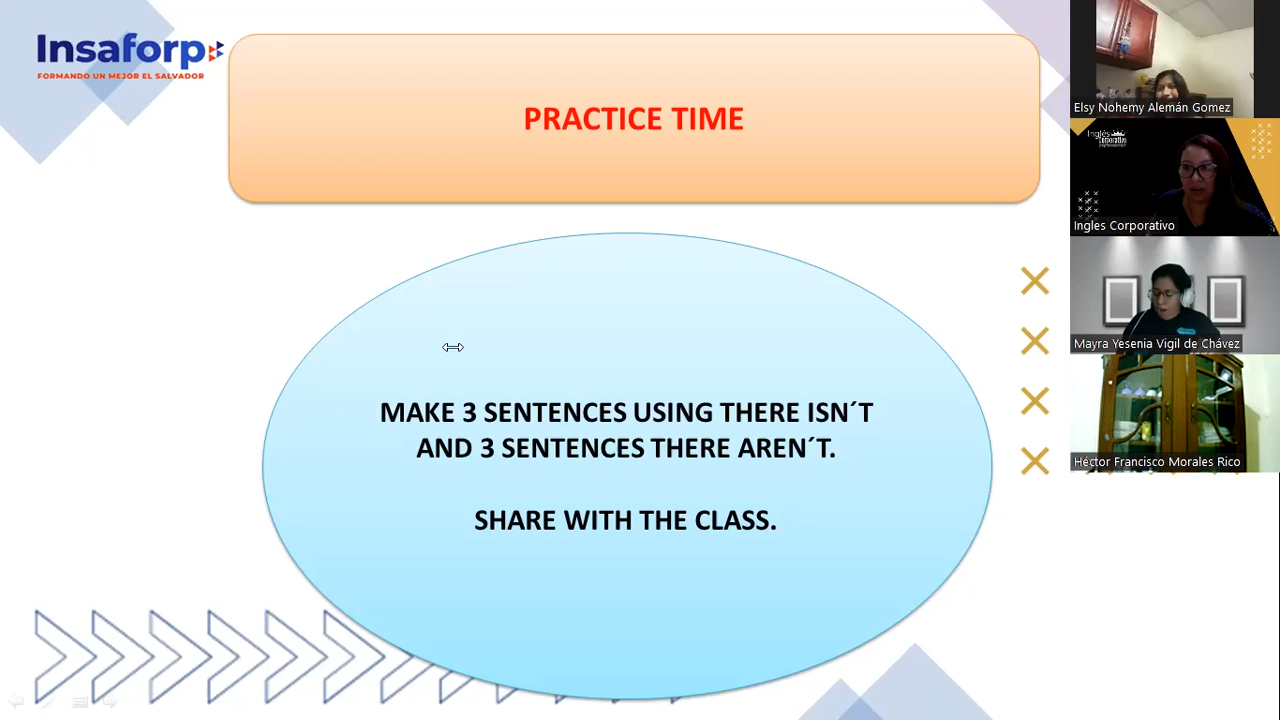 Insaforp
FORMANDO UN MEJOR EL SALVADOR
PRACTICE TIME
MAKE 3 SENTENCES USING THERE ISN´T
AND 3 SENTENCES THERE AREN´T.
SHARE WITH THE CLASS.
Elsy Nohemy Alemán Gomez
Inglés
Corporativo
Ingles Corporativo
Mayra Yesenia Vigil de Chávez
Héctor Francisco Morales Rico